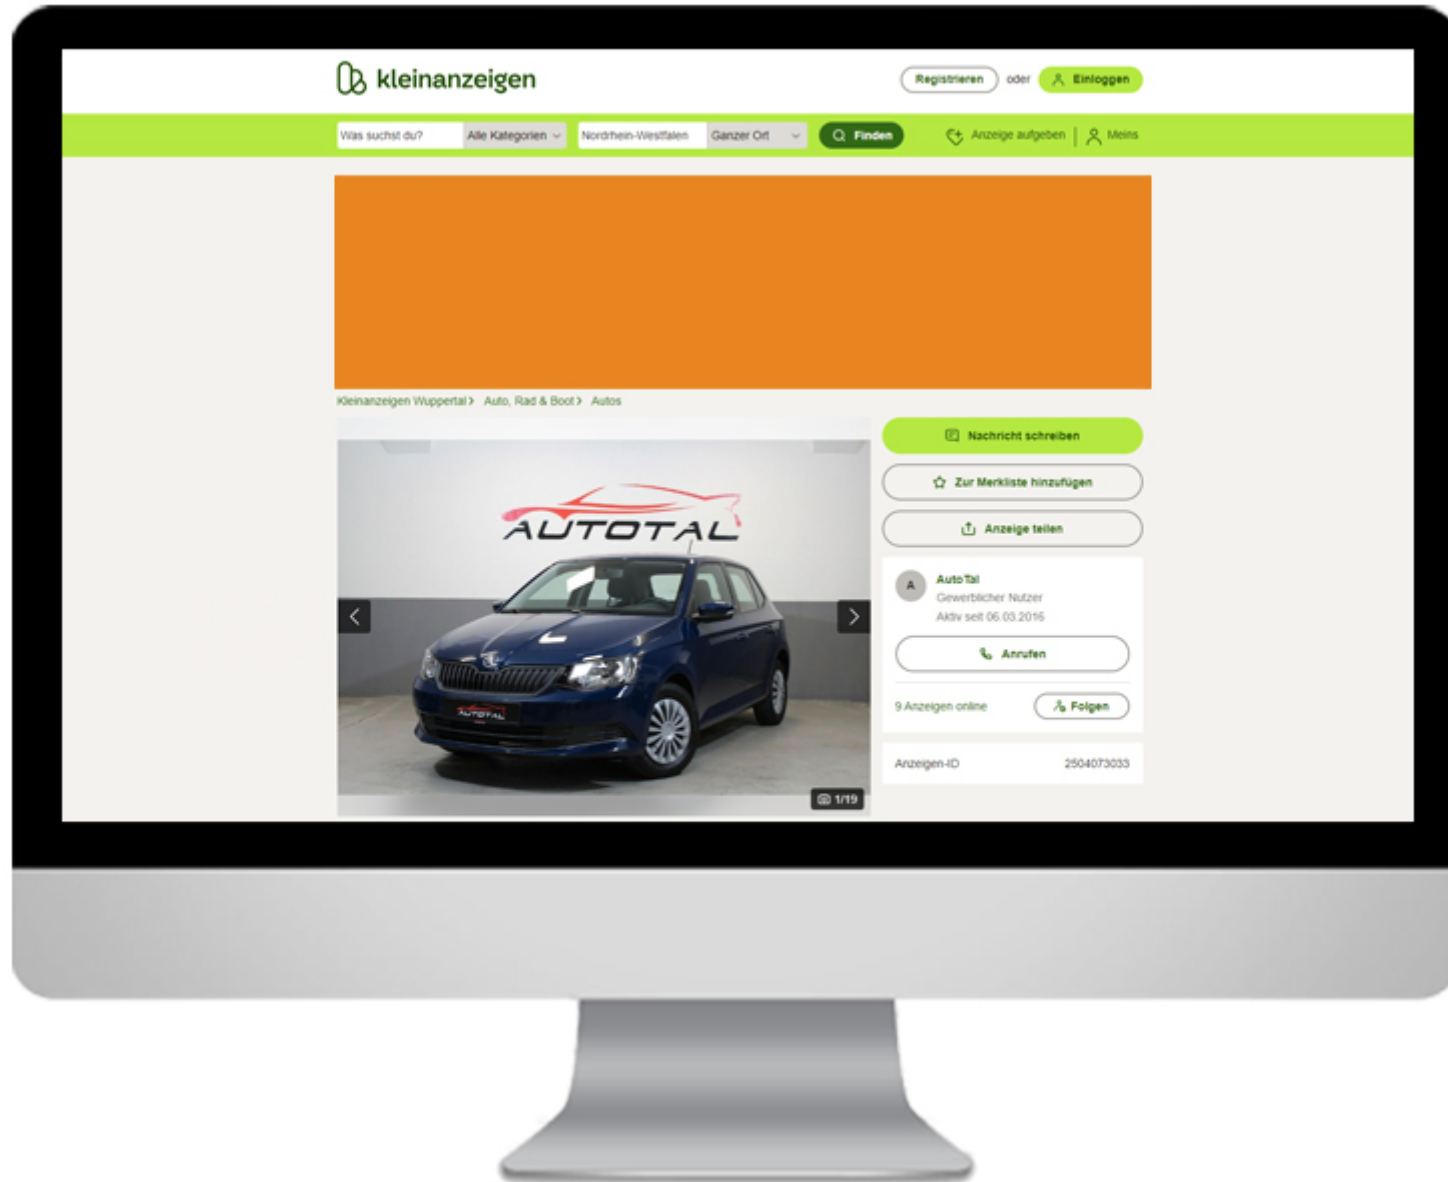 kleinanzeigen
Registrieren oder Einloggen
Was suchst du? Alle Kategorien Nordrhein-Westfalen Ganzer Ort Finden Anzeige aufgeben | Meins
Kleinanzeigen Wuppertal > Auto, Rad & Boot > Autos
Nachricht schreiben
Zur Merkliste hinzufügen
Anzeige teilen
AUTOTAL
A AutoTal
Gewerblicher Nutzer
Aktiv seit 06.03.2016
Anrufen
9 Anzeigen online Folgen
AUTOTAL
Anzeigen-ID 2504073033
1/19